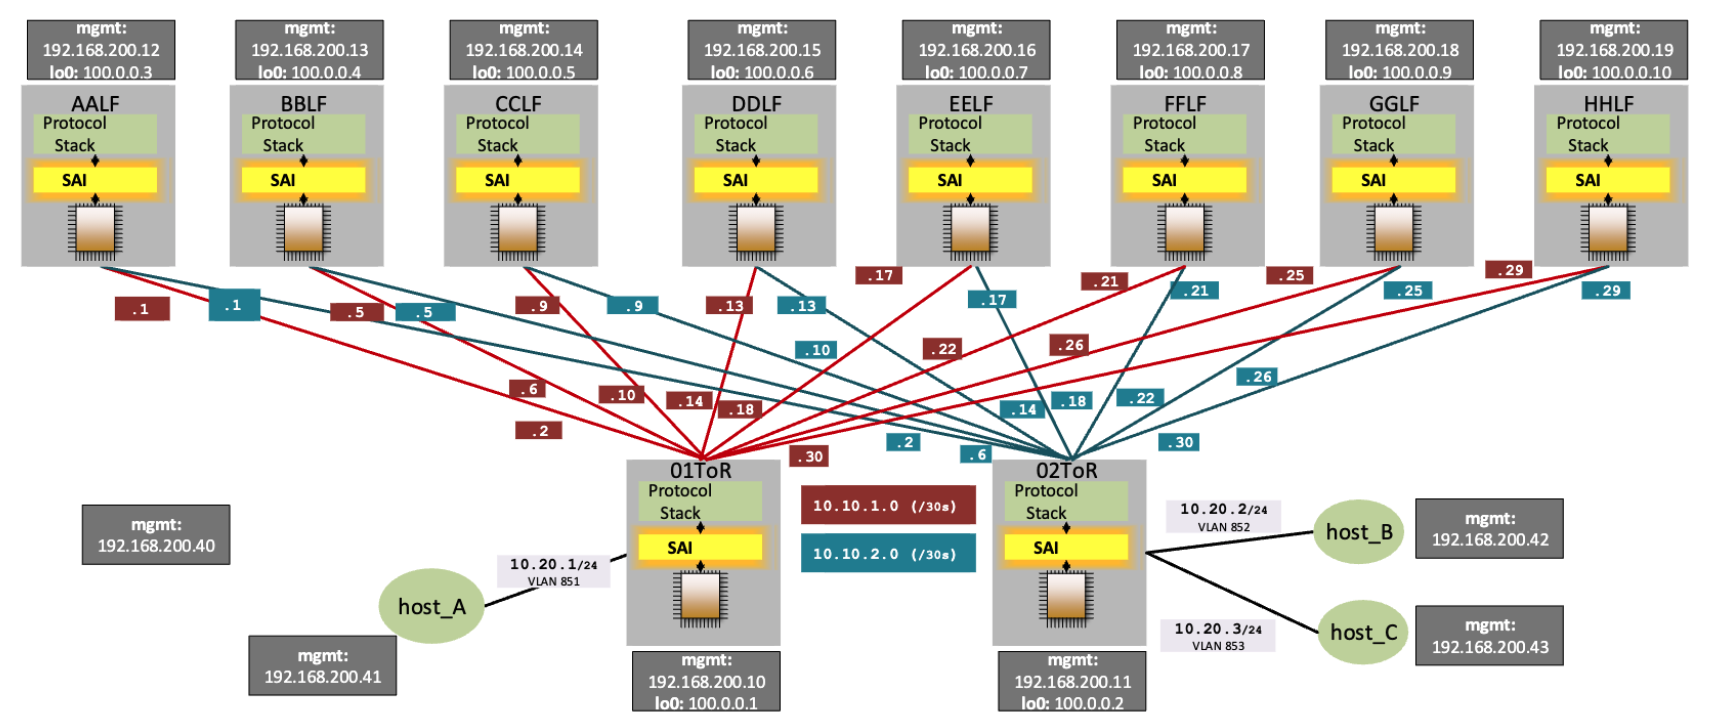 mgmt:
192.168.200.12
lo0: 100.0.0.3
mgmt:
192.168.200.13
lo0: 100.0.0.4
mgmt:
192.168.200.14
lo0: 100.0.0.5
mgmt:
192.168.200.15
lo0: 100.0.0.6
mgmt:
192.168.200.16
lo0: 100.0.0.7
mgmt:
192.168.200.17
lo0: 100.0.0.8
mgmt:
192.168.200.18
lo0: 100.0.0.9
mgmt:
192.168.200.19
lo0: 100.0.0.10
AALF
Protocol
Stack
SAI
BBLF
Protocol
Stack
SAI
CCLF
Protocol
Stack
SAI
DDLF
Protocol
Stack
SAI
EELF
Protocol
Stack
SAI
FFLF
Protocol
Stack
SAI
GGLF
Protocol
Stack
SAI
HHLF
Protocol
Stack
SAI
.1
.1
.5
.5
.9
.9
.13
.13
.17
.17
.21
.21
.25
.25
.29
.29
.10
.22
.26
.6
.10
.14
.18
.14
.18
.22
.26
.2
.30
.2
.6
.30
01ToR
Protocol
Stack
SAI
10.10.1.0 (/30s)
10.10.2.0 (/30s)
02ToR
Protocol
Stack
SAI
mgmt:
192.168.200.40
10.20.1/24
VLAN 851
host_A
mgmt:
192.168.200.41
mgmt:
192.168.200.10
lo0: 100.0.0.1
mgmt:
192.168.200.11
lo0: 100.0.0.2
10.20.2/24
VLAN 852
host_B
mgmt:
192.168.200.42
10.20.3/24
VLAN 853
host_C
mgmt:
192.168.200.43